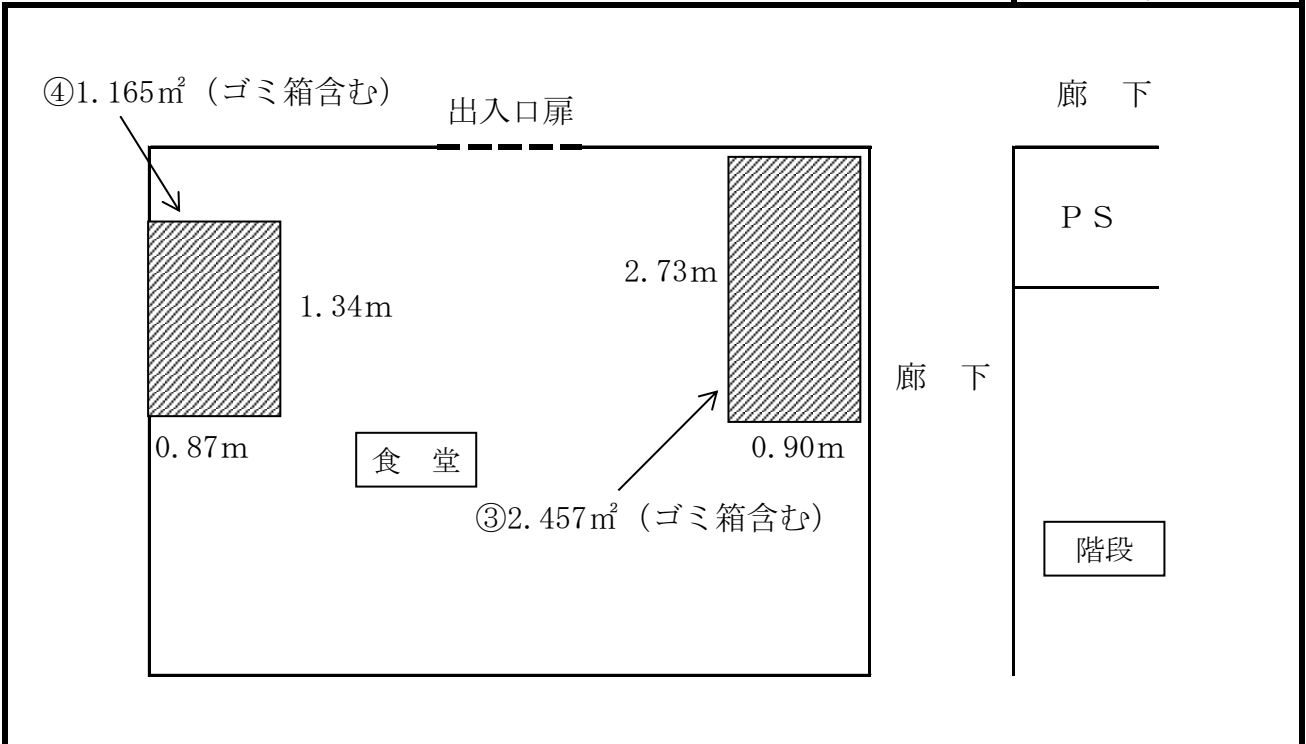 ④1.165㎡（ゴミ箱含む）
出入口扉
廊　下
ＰＳ
2.73m
1.34m
廊　下
0.87m
食　堂
0.90m
③2.457㎡（ゴミ箱含む）
階段